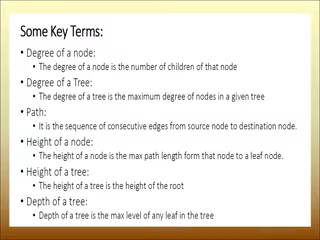 Some Key Terms:
• Degree of a node:
• The degree of a node is the number of children of that node
• Degree of a Tree:
• The degree of a tree is the maximum degree of nodes in a given tree
• Path:
• It is the sequence of consecutive edges from source node to destination node.
• Height of a node:
• The height of a node is the max path length form that node to a leaf node.
• Height of a tree:
• The height of a tree is the height of the root
• Depth of a tree:
• Depth of a tree is the max level of any leaf in the tree